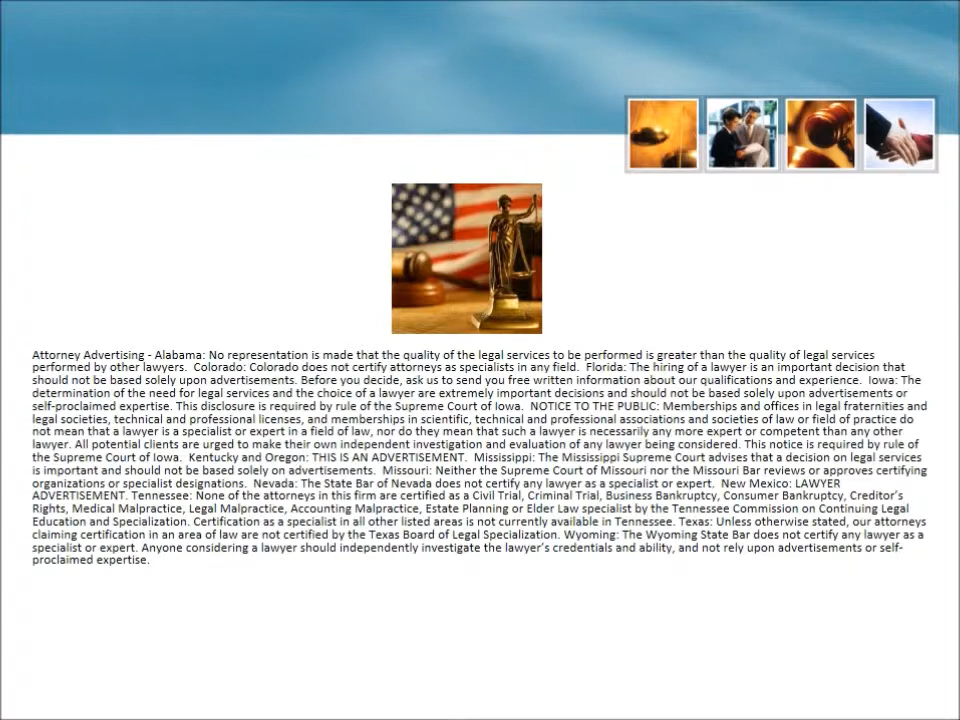 Attorney Advertising - Alabama: No representation is made that the quality of the legal services to be performed is greater than the quality of legal services
performed by other lawyers.  Colorado: Colorado does not certify attorneys as specialists in any field.  Florida: The hiring of a lawyer is an important decision that
should not be based solely upon advertisements. Before you decide, ask us to send you free written information about our qualifications and experience.  Iowa: The
determination of the need for legal services and the choice of a lawyer are extremely important decisions and should not be based solely upon advertisements or
self-proclaimed expertise. This disclosure is required by rule of the Supreme Court of Iowa.  NOTICE TO THE PUBLIC: Memberships and offices in legal fraternities and
legal societies, technical and professional licenses, and memberships in scientific, technical and professional associations and societies of law or field of practice do
not mean that a lawyer is a specialist or expert in a field of law, nor do they mean that such a lawyer is necessarily any more expert or competent than any other
lawyer. All potential clients are urged to make their own independent investigation and evaluation of any lawyer being considered. This notice is required by rule of
the Supreme Court of Iowa.  Kentucky and Oregon: THIS IS AN ADVERTISEMENT.  Mississippi: The Mississippi Supreme Court advises that a decision on legal services
is important and should not be based solely on advertisements.  Missouri: Neither the Supreme Court of Missouri nor the Missouri Bar reviews or approves certifying
organizations or specialist designations.  Nevada: The State Bar of Nevada does not certify any lawyer as a specialist or expert.  New Mexico: LAWYER
ADVERTISEMENT. Tennessee: None of the attorneys in this firm are certified as a Civil Trial, Criminal Trial, Business Bankruptcy, Consumer Bankruptcy, Creditor's
Rights, Medical Malpractice, Legal Malpractice, Accounting Malpractice, Estate Planning or Elder Law specialist by the Tennessee Commission on Continuing Legal
Education and Specialization. Certification as a specialist in all other listed areas is not currently available in Tennessee. Texas: Unless otherwise stated, our attorneys
claiming certification in an area of law are not certified by the Texas Board of Legal Specialization. Wyoming: The Wyoming State Bar does not certify any lawyer as a
specialist or expert. Anyone considering a lawyer should independently investigate the lawyer's credentials and ability, and not rely upon advertisements or self-
proclaimed expertise.